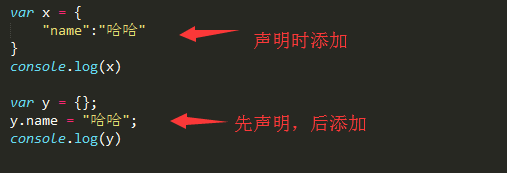 var x = {
    "name":"哈哈"
}
声明时添加
console.log(x)
var y = {};
y.name = "哈哈";
先声明，后添加
console.log(y)